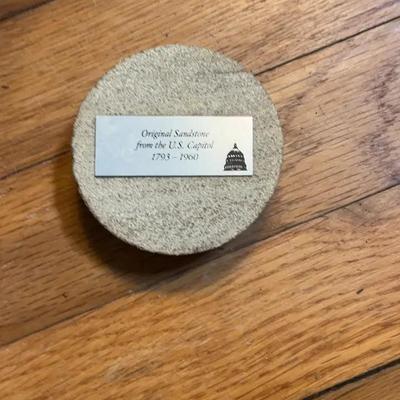 Original Sandstone
from the U.S. Capitol
1793 – 1960